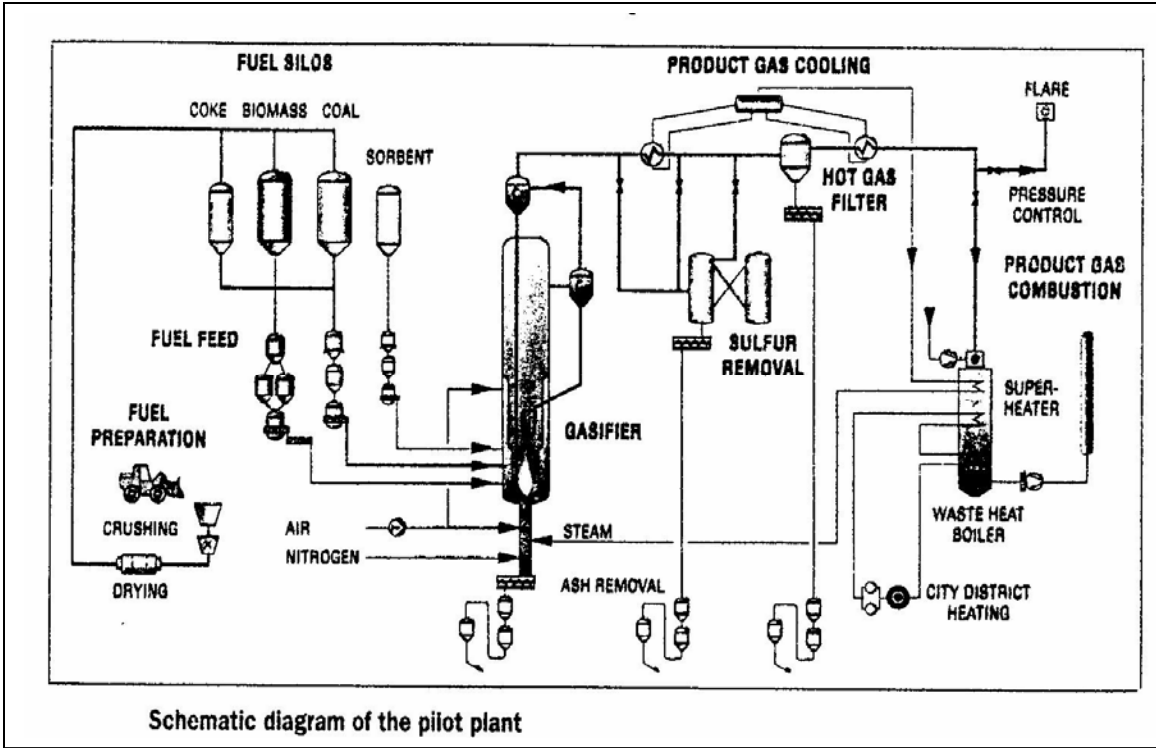 FUEL SILOS
PRODUCT GAS COOLING
COKE BIOMASS COAL
FLARE
SORBENT
HOT GAS
FILTER
PRESSURE
CONTROL
PRODUCT GAS
COMBUSTION
FUEL FEED
SULFUR
REMOVAL
SUPER-
HEATER
FUEL
PREPARATION
GASIFIER
CRUSHING
AIR
STEAM
WASTE HEAT
BOILER
NITROGEN
DRYING
ASH REMOVAL
CITY DISTRICT
HEATING
Schematic diagram of the pilot plant